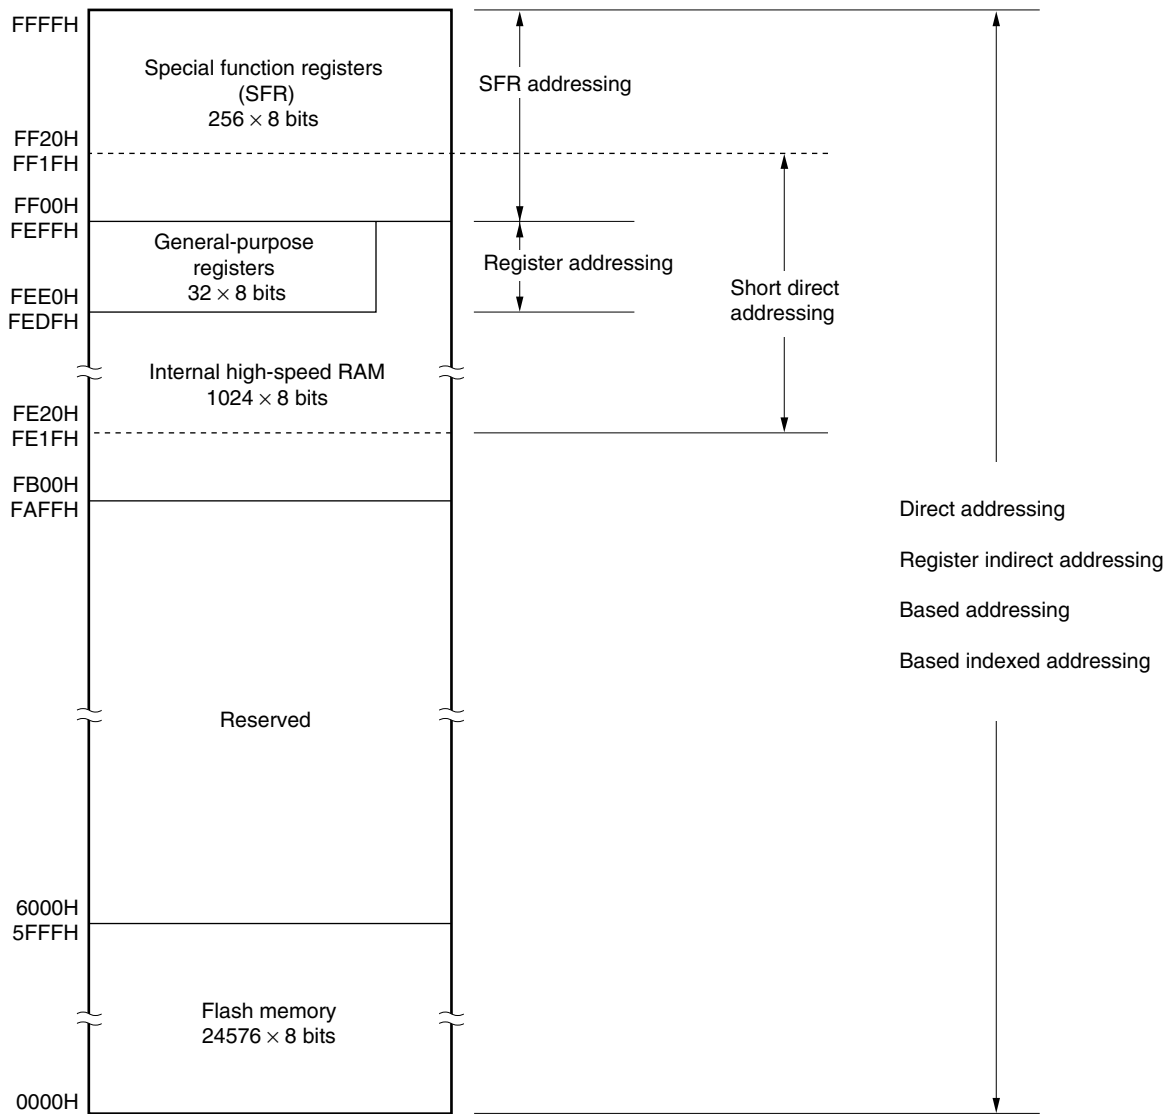 FFFFH
Special function registers
(SFR)
256 × 8 bits
SFR addressing
FF20H
FF1FH
FF00H
FEFFH
General-purpose
registers
32 × 8 bits
Register addressing
Short direct
addressing
FEE0H
FEDFH
Internal high-speed RAM
1024 × 8 bits
FE20H
FE1FH
FB00H
FAFFH
Direct addressing
Register indirect addressing
Based addressing
Based indexed addressing
Reserved
6000H
5FFFH
Flash memory
24576 × 8 bits
0000H